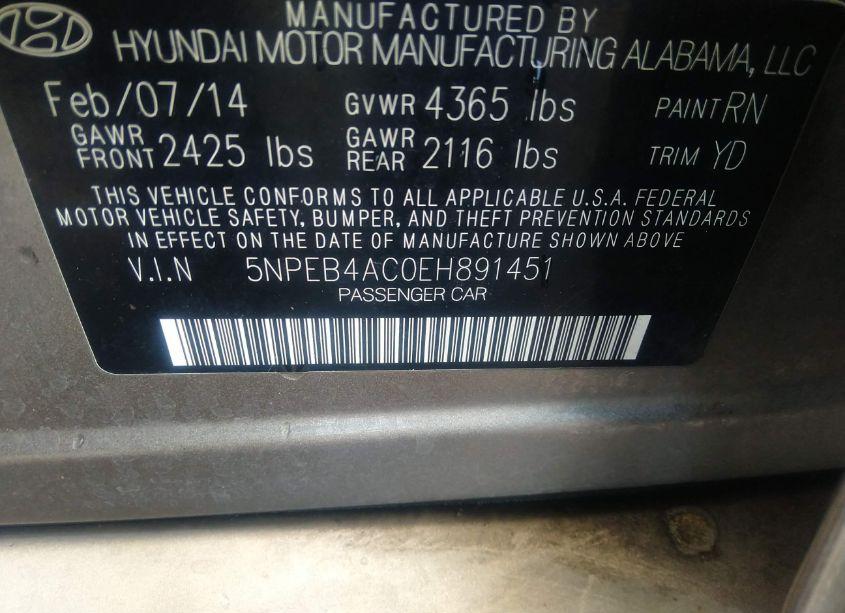 MANUFACTURED BY
HYUNDAI MOTOR MANUFACTURING ALABAMA, LLC
Feb/07/14 GVWR 4365 lbs PAINT RN
GAWR FRONT 2425 lbs GAWR REAR 2116 lbs TRIM YD
THIS VEHICLE CONFORMS TO ALL APPLICABLE U.S.A. FEDERAL
MOTOR VEHICLE SAFETY, BUMPER, AND THEFT PREVENTION STANDARDS
IN EFFECT ON THE DATE OF MANUFACTURE SHOWN ABOVE
V.I.N 5NPEB4AC0EH891451
PASSENGER CAR